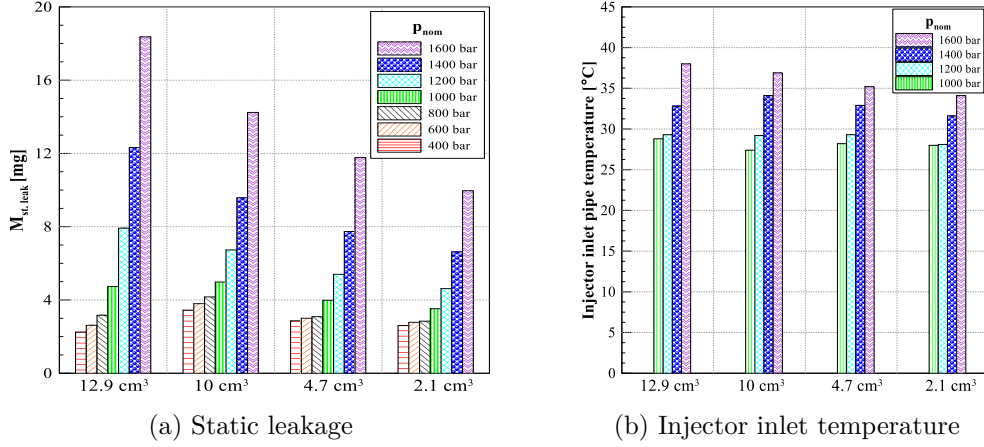 p_nom
1600 bar
1400 bar
1200 bar
1000 bar
800 bar
600 bar
400 bar
M_st. leak [mg]
20
16
12
8
4
0
12.9 cm³ 10 cm³ 4.7 cm³ 2.1 cm³
(a) Static leakage
p_nom
1600 bar
1400 bar
1200 bar
1000 bar
Injector inlet pipe temperature [°C]
45
40
35
30
25
20
15
10
5
0
12.9 cm³ 10 cm³ 4.7 cm³ 2.1 cm³
(b) Injector inlet temperature